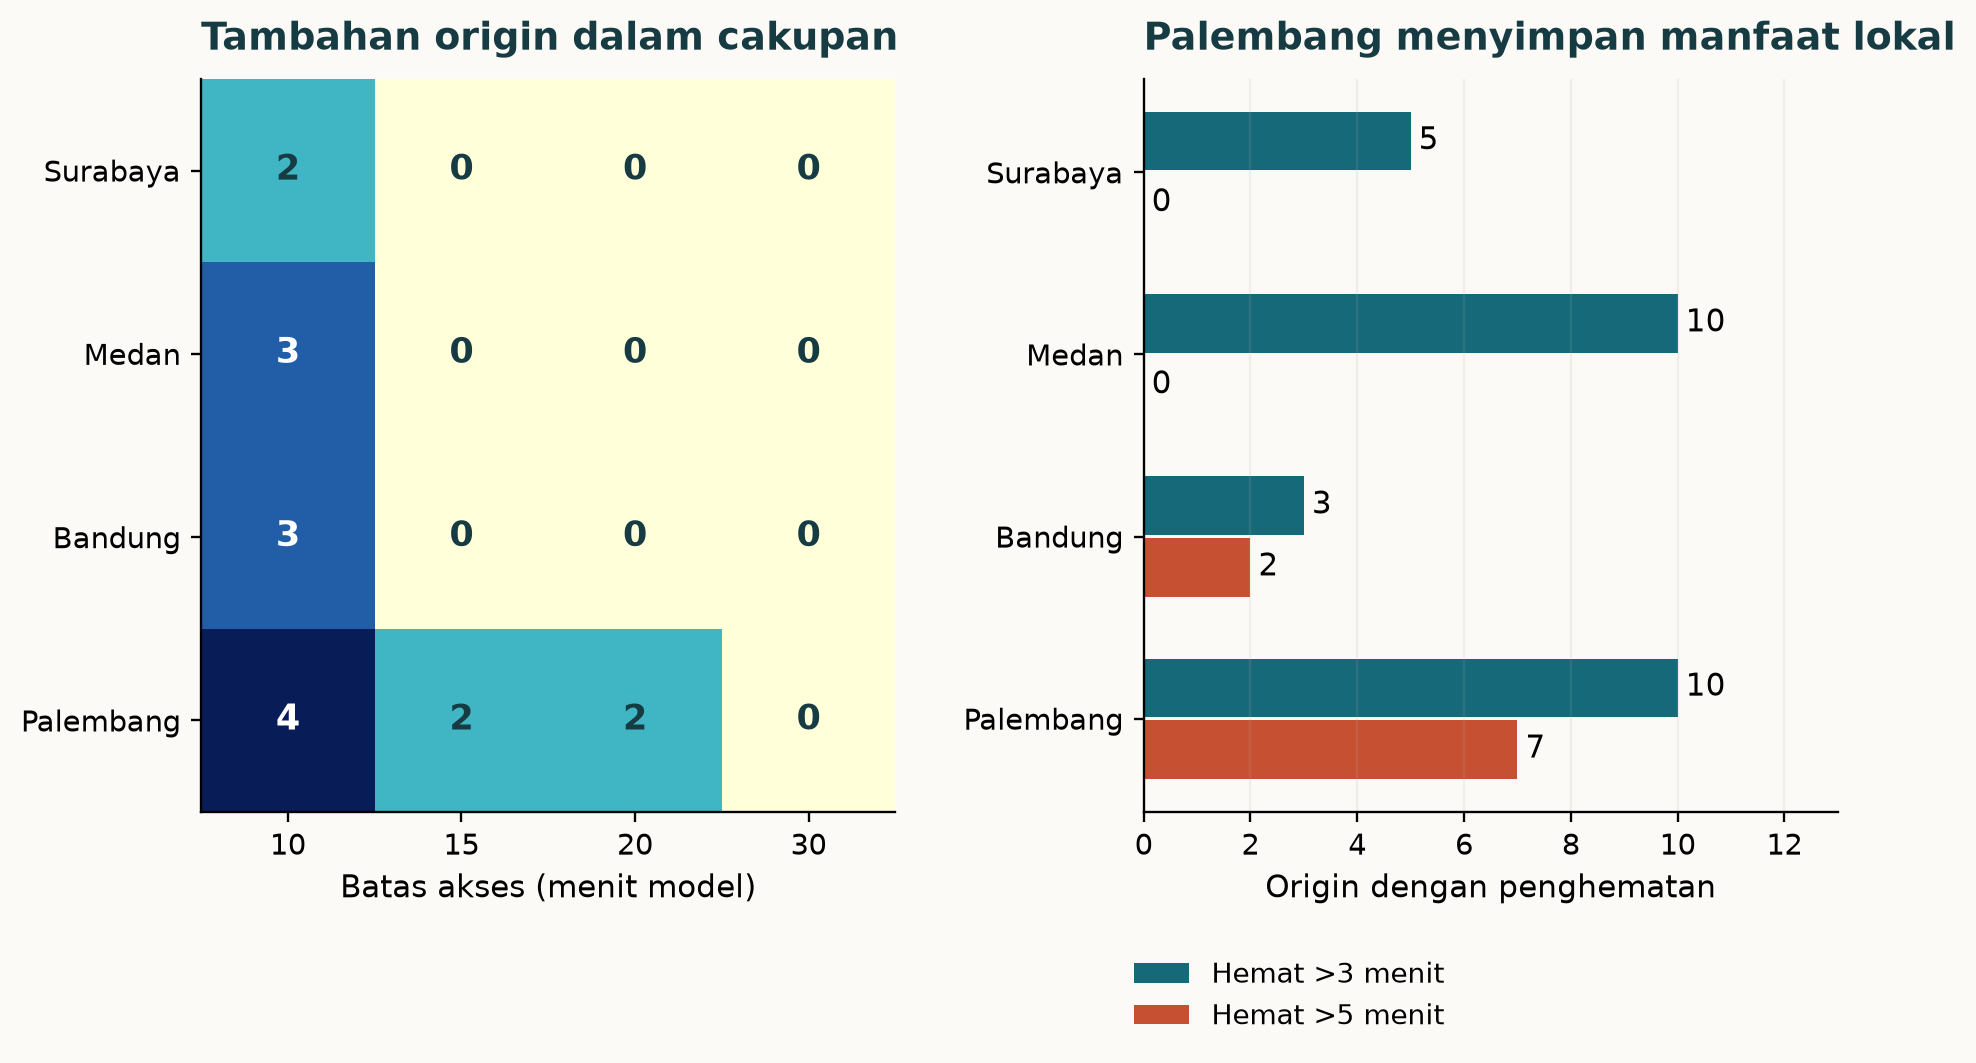 Tambahan origin dalam cakupan
Surabaya
2 0 0 0
Medan
3 0 0 0
Bandung
3 0 0 0
Palembang
4 2 2 0
10 15 20 30
Batas akses (menit model)
Palembang menyimpan manfaat lokal
Surabaya
5
0
Medan
10
0
Bandung
3
2
Palembang
10
7
0 2 4 6 8 10 12
Origin dengan penghematan
Hemat >3 menit
Hemat >5 menit